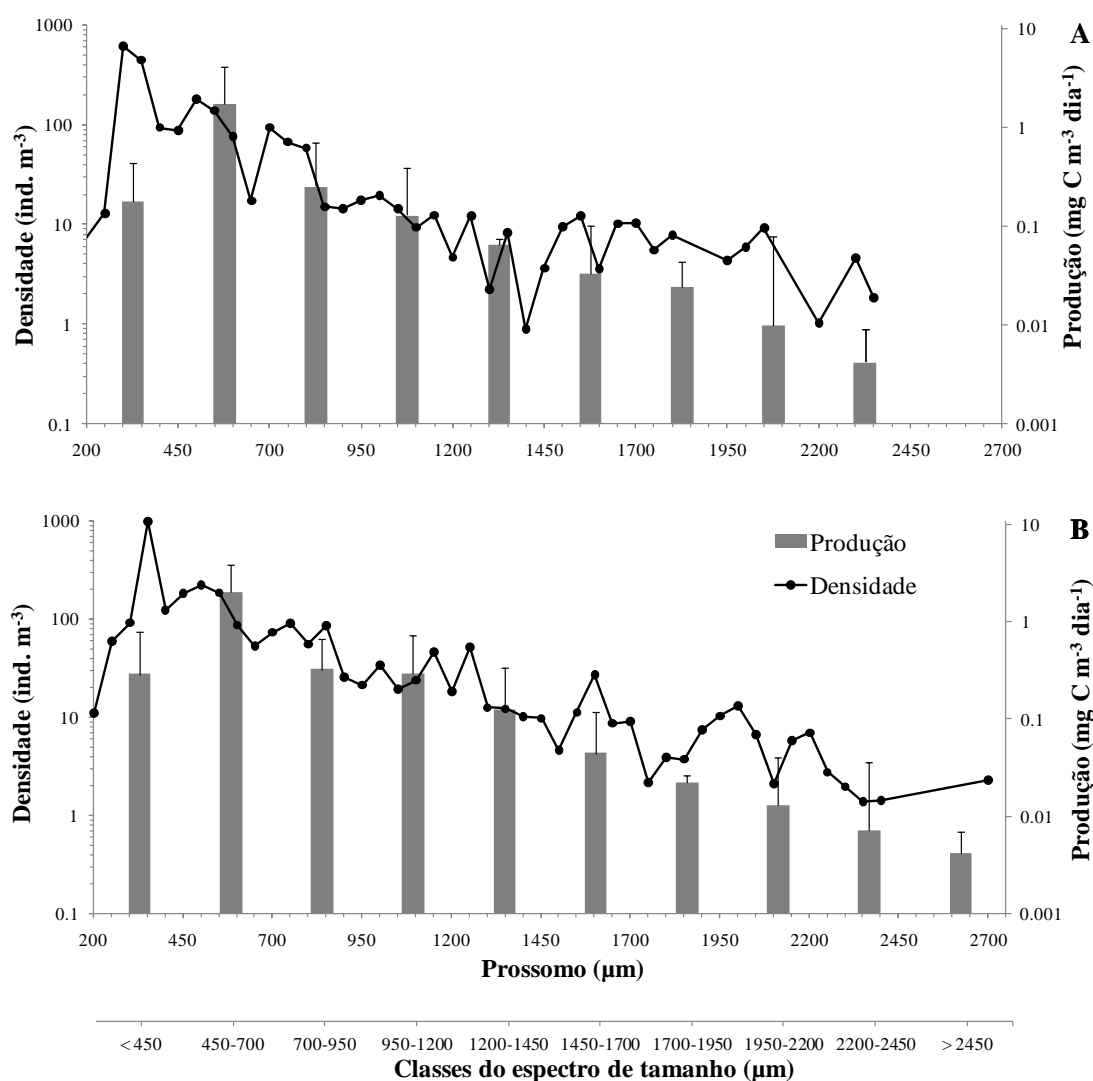 A
Densidade (ind. m-3)
1000
100
10
1
0.1
Produção (mg C m-3 dia-1)
10
1
0.1
0.01
0.001
200 450 700 950 1200 1450 1700 1950 2200 2450 2700
B
Densidade (ind. m-3)
1000
100
10
1
0.1
Produção
Densidade
Produção (mg C m-3 dia-1)
10
1
0.1
0.01
0.001
200 450 700 950 1200 1450 1700 1950 2200 2450 2700
Prossomo (µm)
<450 450-700 700-950 950-1200 1200-1450 1450-1700 1700-1950 1950-2200 2200-2450 >2450
Classes do espectro de tamanho (µm)